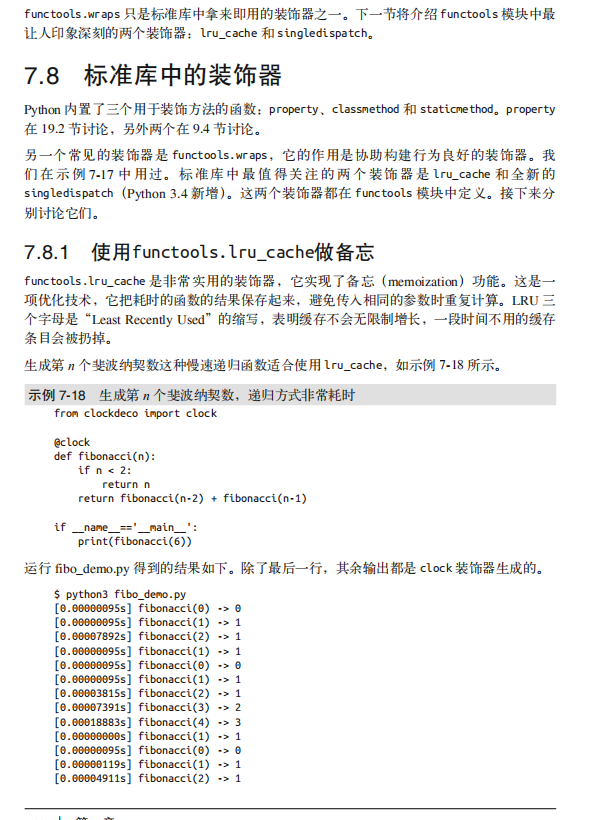 functools.wraps 只是标准库中拿来即用的装饰器之一。下一节将介绍 functools 模块中最
让人印象深刻的两个装饰器：lru_cache 和 singledispatch。
7.8 标准库中的装饰器
Python 内置了三个用于装饰方法的函数：property、classmethod 和 staticmethod。property
在 19.2 节讨论，另外两个在 9.4 节讨论。
另一个常见的装饰器是 functools.wraps，它的作用是协助构建行为良好的装饰器。我
们在示例 7-17 中用过。标准库中最值得关注的两个装饰器是 lru_cache 和全新的
singledispatch（Python 3.4 新增）。这两个装饰器都在 functools 模块中定义。接下来分
别讨论它们。
7.8.1 使用functools.lru_cache做备忘
functools.lru_cache 是非常实用的装饰器，它实现了备忘（memoization）功能。这是一
项优化技术，它把耗时的函数的结果保存起来，避免传入相同的参数时重复计算。LRU 三
个字母是“Least Recently Used”的缩写，表明缓存不会无限制增长，一段时间不用的缓存
条目会被扔掉。
生成第 n 个斐波纳契数这种慢速递归函数适合使用 lru_cache，如示例 7-18 所示。
示例 7-18 生成第 n 个斐波纳契数，递归方式非常耗时
from clockdeco import clock
@clock
def fibonacci(n):
if n < 2:
return n
return fibonacci(n-2) + fibonacci(n-1)
if __name__=='__main__':
print(fibonacci(6))
运行 fibo_demo.py 得到的结果如下。除了最后一行，其余输出都是 clock 装饰器生成的。
$ python3 fibo_demo.py
[0.00000095s] fibonacci(0) -> 0
[0.00000095s] fibonacci(1) -> 1
[0.00007892s] fibonacci(2) -> 1
[0.00000095s] fibonacci(1) -> 1
[0.00000095s] fibonacci(0) -> 0
[0.00000095s] fibonacci(1) -> 1
[0.00003815s] fibonacci(2) -> 1
[0.00007391s] fibonacci(3) -> 2
[0.00018883s] fibonacci(4) -> 3
[0.00000000s] fibonacci(1) -> 1
[0.00000095s] fibonacci(0) -> 0
[0.00000119s] fibonacci(1) -> 1
[0.00004911s] fibonacci(2) -> 1